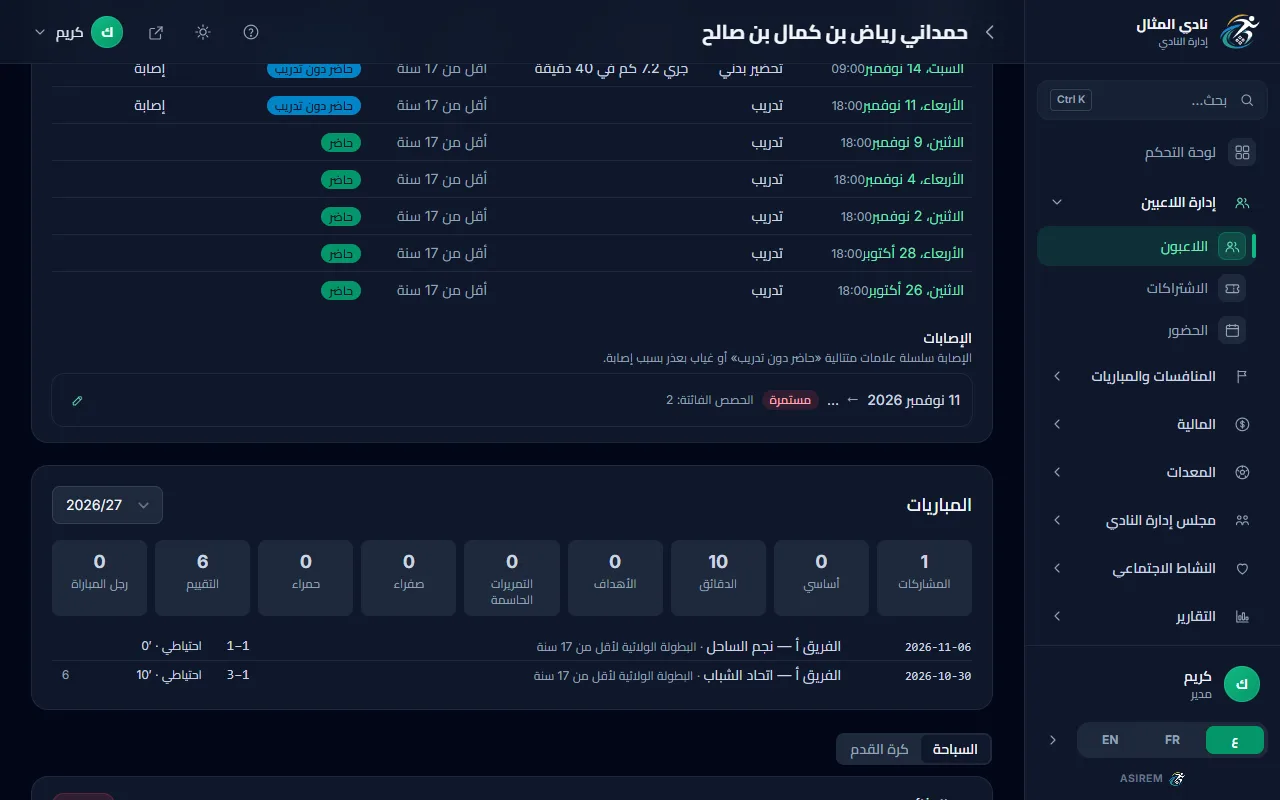 نادي المثال
إدارة النادي
بحث...
Ctrl K
لوحة التحكم
إدارة اللاعبين
اللاعبون
الاشتراكات
الحضور
المنافسات والمباريات
المالية
المعدات
مجلس إدارة النادي
النشاط الاجتماعي
التقارير
ك
كريم
مدير
ع
FR
EN
ASIREM
حمداني رياض بن كمال بن صالح
ك
كريم
السبت، 14 نوفمبر 09:00 تحضير بدني جري 7.2 كم في 40 دقيقة أقل من 17 سنة حاضر دون تدريب إصابة
الأربعاء، 11 نوفمبر 18:00 تدريب أقل من 17 سنة حاضر دون تدريب إصابة
الاثنين، 9 نوفمبر 18:00 تدريب أقل من 17 سنة حاضر
الأربعاء، 4 نوفمبر 18:00 تدريب أقل من 17 سنة حاضر
الاثنين، 2 نوفمبر 18:00 تدريب أقل من 17 سنة حاضر
الأربعاء، 28 أكتوبر 18:00 تدريب أقل من 17 سنة حاضر
الاثنين، 26 أكتوبر 18:00 تدريب أقل من 17 سنة حاضر
الإصابات
الإصابة سلسلة علامات متتالية «حاضر دون تدريب» أو غياب بعذر بسبب إصابة.
11 نوفمبر 2026 ← ... مستمرة الحصص الفائتة: 2
المباريات
2026/27
1 المشاركات
0 أساسي
10 الدقائق
0 الأهداف
0 التمريرات الحاسمة
0 صفراء
0 حمراء
6 التقييم
0 رجل المباراة
2026-11-06 الفريق أ — نجم الساحل · البطولة الولائية لأقل من 17 سنة 1–1 احتياطي · 0′
2026-10-30 الفريق أ — اتحاد الشباب · البطولة الولائية لأقل من 17 سنة 3–1 احتياطي · 10′ 6
السباحة
كرة القدم